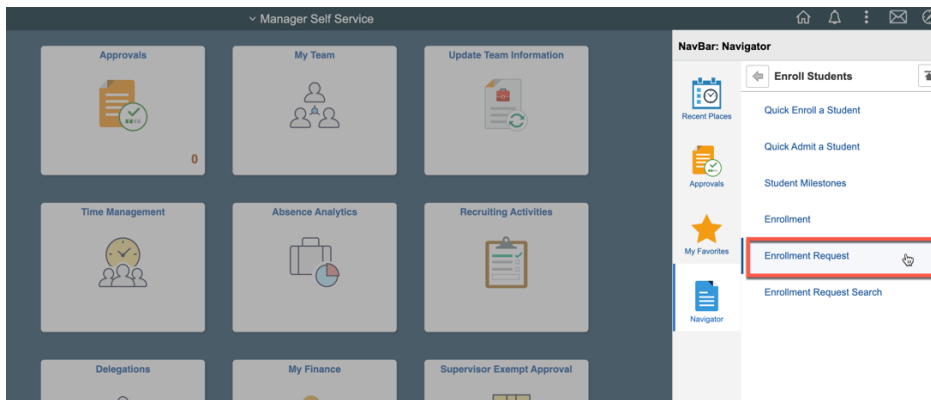 Manager Self Service
Approvals
0
My Team
Update Team Information
Time Management
Absence Analytics
Recruiting Activities
Delegations
My Finance
Supervisor Exempt Approval
NavBar: Navigator
Recent Places
Approvals
My Favorites
Navigator
Enroll Students
Quick Enroll a Student
Quick Admit a Student
Student Milestones
Enrollment
Enrollment Request
Enrollment Request Search